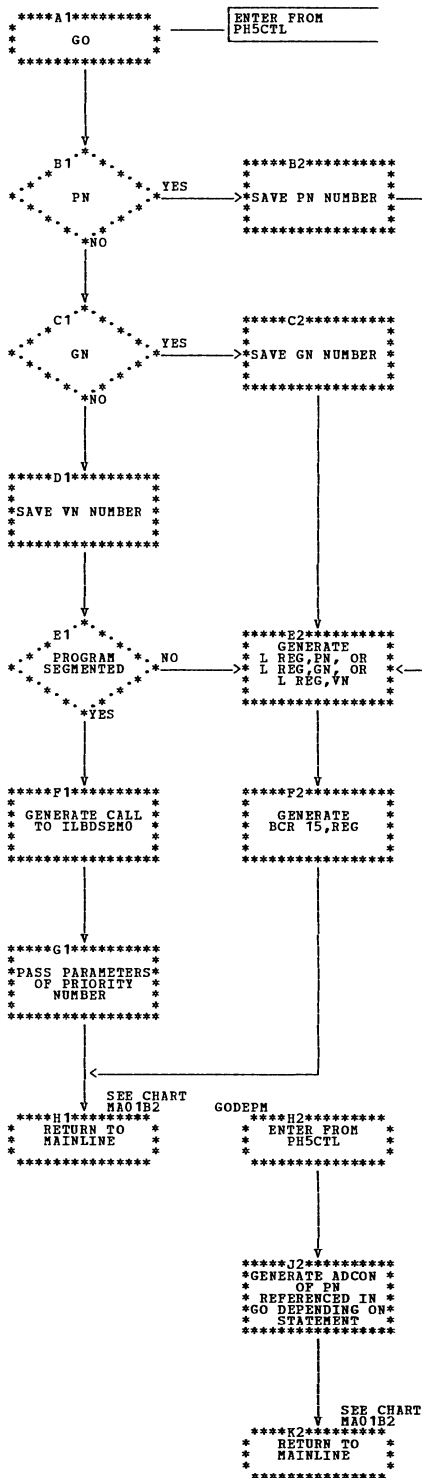 A1
GO
ENTER FROM
PH5CTL
B1
PN
YES
NO
B2
SAVE PN NUMBER
C1
GN
YES
NO
C2
SAVE GN NUMBER
D1
SAVE VN NUMBER
E1
PROGRAM
SEGMENTED
NO
YES
E2
GENERATE
L REG,PN, OR
L REG,GN, OR
L REG,VN
F1
GENERATE CALL
TO ILBDSEM0
F2
GENERATE
BCR 15,REG
G1
PASS PARAMETERS
OF PRIORITY
NUMBER
SEE CHART
MA01B2
H1
RETURN TO
MAINLINE
GODEPM
H2
ENTER FROM
PH5CTL
J2
GENERATE ADCON
OF PN
REFERENCED IN
GO DEPENDING ON
STATEMENT
SEE CHART
MA01B2
K2
RETURN TO
MAINLINE